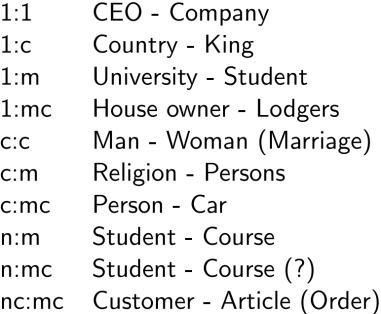 1:1 CEO - Company
1:c Country - King
1:m University - Student
1:mc House owner - Lodgers
c:c Man - Woman (Marriage)
c:m Religion - Persons
c:mc Person - Car
n:m Student - Course
n:mc Student - Course (?)
nc:mc Customer - Article (Order)